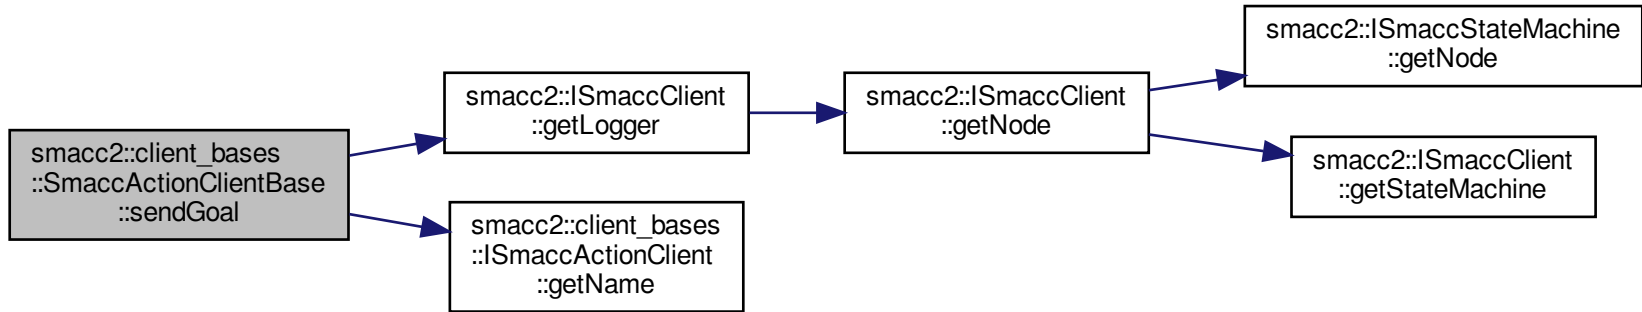 smacc2::client_bases
::SmaccActionClientBase
::sendGoal
smacc2::ISmaccClient
::getLogger
smacc2::client_bases
::ISmaccActionClient
::getName
smacc2::ISmaccClient
::getNode
smacc2::ISmaccStateMachine
::getNode
smacc2::ISmaccClient
::getStateMachine